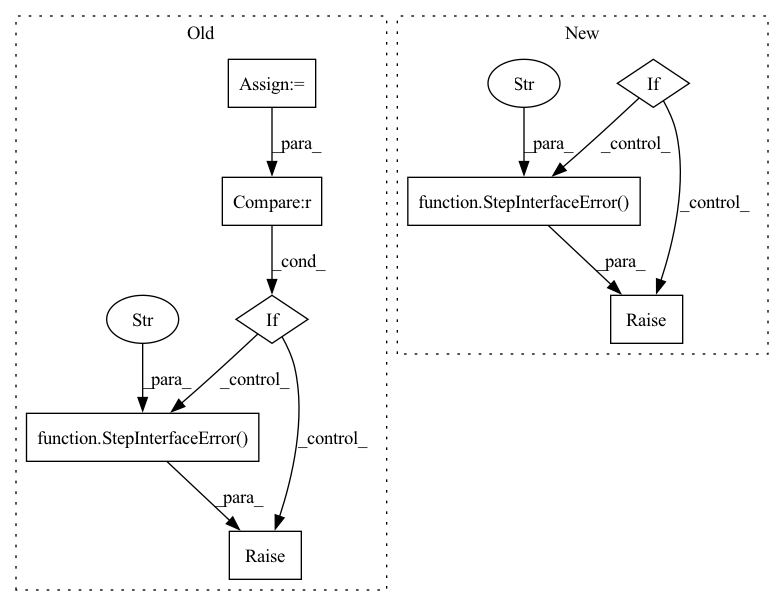 Old
Assign:=
_para_
Compare:r
_cond_
Str
If
_para_
_control_
_control_
function.StepInterfaceError()
_para_
Raise
New
Str
If
_para_
_control_
function.StepInterfaceError()
_control_
_para_
Raise